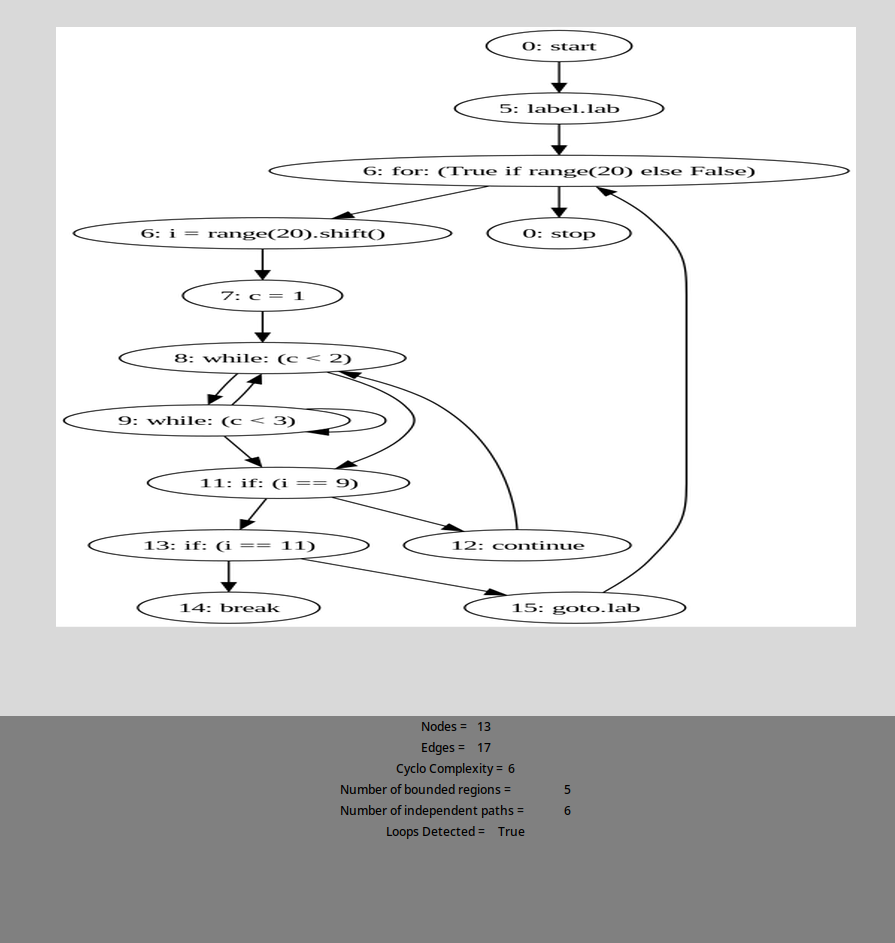 0: start
5: label.lab
6: for: (True if range(20) else False)
6: i = range(20).shift()
0: stop
7: c = 1
8: while: (c < 2)
9: while: (c < 3)
11: if: (i == 9)
13: if: (i == 11)
12: continue
14: break
15: goto.lab
Nodes = 13
Edges = 17
Cyclo Complexity = 6
Number of bounded regions = 5
Number of independent paths = 6
Loops Detected = True